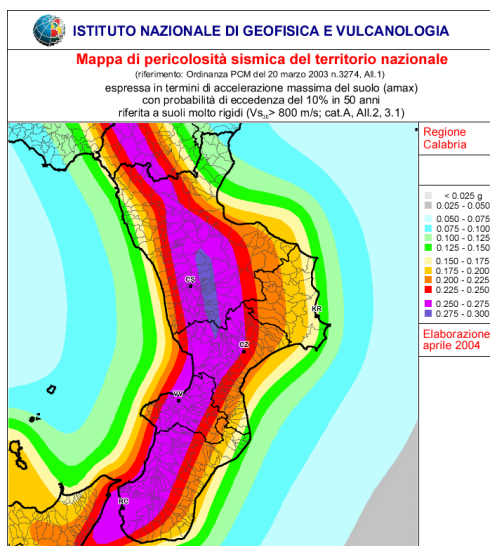 ISTITUTO NAZIONALE DI GEOFISICA E VULCANOLOGIA
Mappa di pericolosità sismica del territorio nazionale
(riferimento: Ordinanza PCM del 20 marzo 2003 n.3274, All.1)
espressa in termini di accelerazione massima del suolo (amax)
con probabilità di eccedenza del 10% in 50 anni
riferita a suoli molto rigidi (Vs30> 800 m/s; cat.A, All.2, 3.1)
Regione
Calabria
< 0.025 g
0.025 - 0.050
0.050 - 0.075
0.075 - 0.100
0.100 - 0.125
0.125 - 0.150
0.150 - 0.175
0.175 - 0.200
0.200 - 0.225
0.225 - 0.250
0.250 - 0.275
0.275 - 0.300
Elaborazione
aprile 2004
CS
KR
CZ
VV
RC